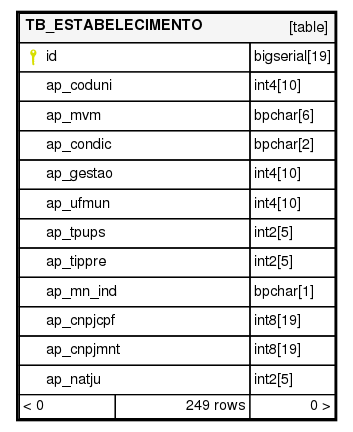 TB_ESTABELECIMENTO [table]
id bigserial[19]
ap_coduni int4[10]
ap_mvm bpchar[6]
ap_condic bpchar[2]
ap_gestao int4[10]
ap_ufmun int4[10]
ap_tpups int2[5]
ap_tippre int2[5]
ap_mn_ind bpchar[1]
ap_cnpjcpf int8[19]
ap_cnpjmnt int8[19]
ap_natju int2[5]
< 0 249 rows 0 >